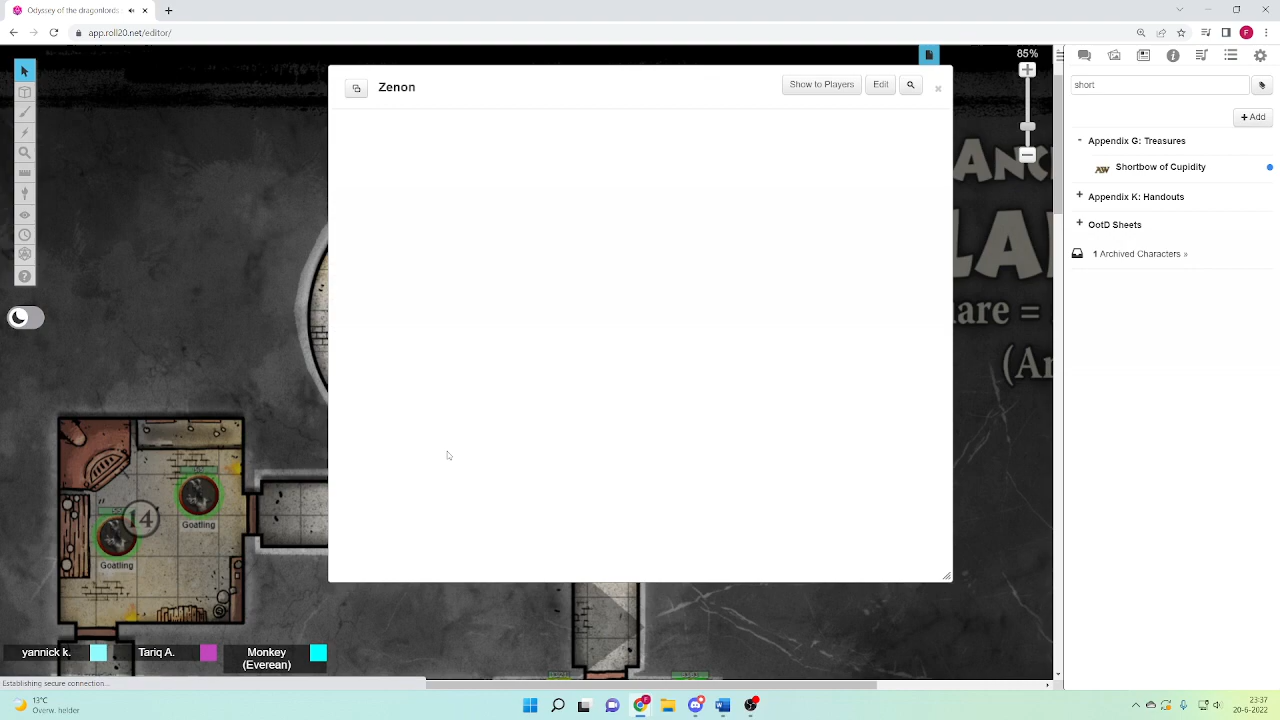 Odyssey of the dragonlords
app.roll20.net/editor/
F
85%
Zenon
Show to Players
Edit
short
Add
Appendix G: Treasures
AW
Shortbow of Cupidity
Appendix K: Handouts
OotD Sheets
1 Archived Characters »
14
Goatling
Goatling
yannick k.
Tariq A.
Monkey
(Everean)
Establishing secure connection...
13°C
Overw. helder
23:37
20-6-2022